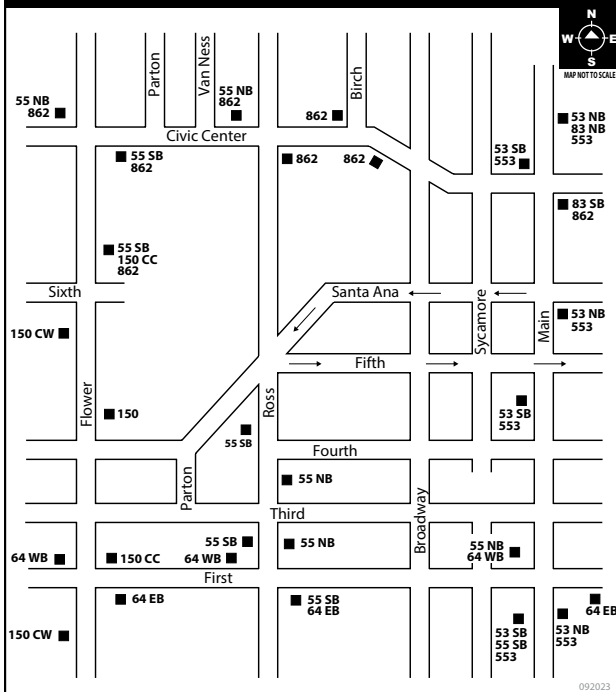 N
W
E
S
MAP NOT TO SCALE
Parton
Van Ness
Birch
55 NB
862
55 NB
862
862
53 NB
83 NB
553
Civic Center
55 SB
862
862
862
53 SB
553
83 SB
862
55 SB
150 CC
862
Sixth
Santa Ana
Sycamore
Main
53 NB
553
150 CW
Fifth
Flower
Ross
150
53 SB
553
55 SB
Fourth
Parton
55 NB
Broadway
Third
64 WB
150 CC
55 SB
64 WB
55 NB
55 NB
64 WB
First
64 EB
55 SB
64 EB
64 EB
150 CW
53 SB
55 SB
553
53 NB
553
092023